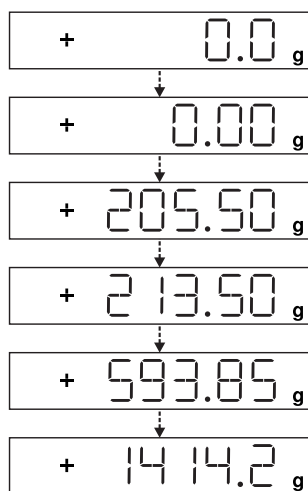 + 0.0 g
+ 0.00 g
+ 205.50 g
+ 213.50 g
+ 593.85 g
+ 1414.2 g